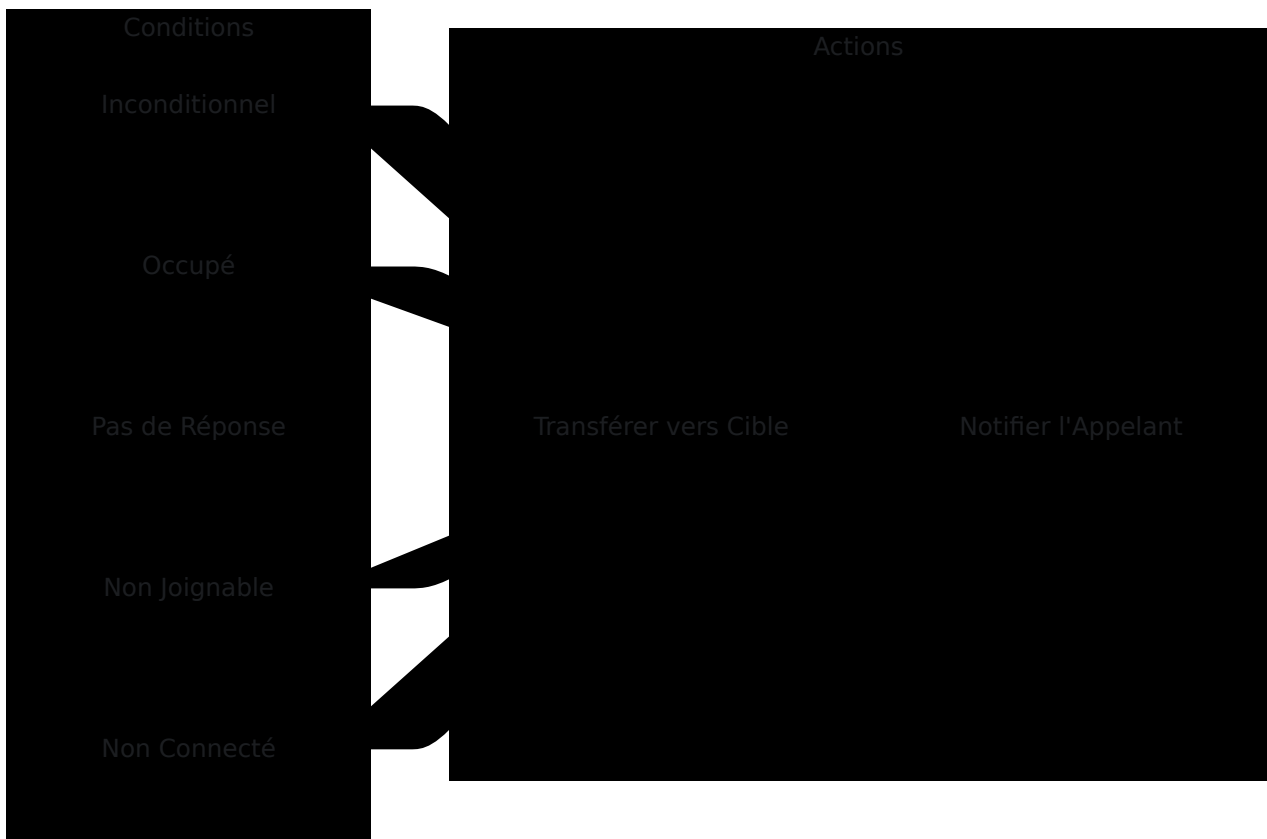 Conditions
Actions
Inconditionnel
Occupé
Pas de Réponse
Transférer vers Cible
Notifier l'Appelant
Non Joignable
Non Connecté